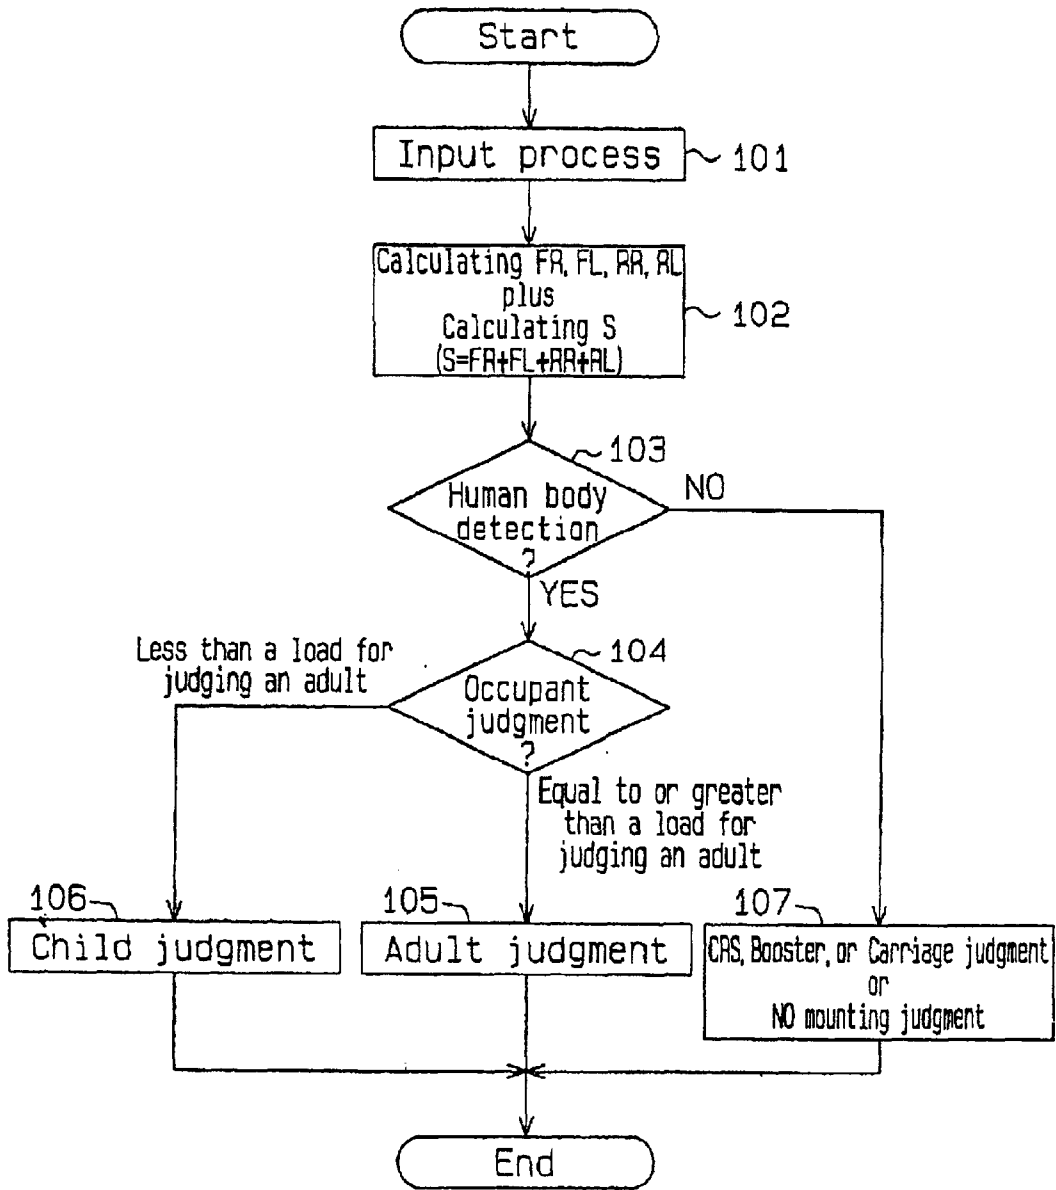 Start
Input process
101
Calculating FR, FL, RR, RL
plus
Calculating S
(S=FR+FL+RR+RL)
102
103
Human body
detection
?
NO
YES
104
Less than a load for
judging an adult
Occupant
judgment
?
Equal to or greater
than a load for
judging an adult
106
Child judgment
105
Adult judgment
107
CRS, Booster, or Carriage judgment
or
NO mounting judgment
End